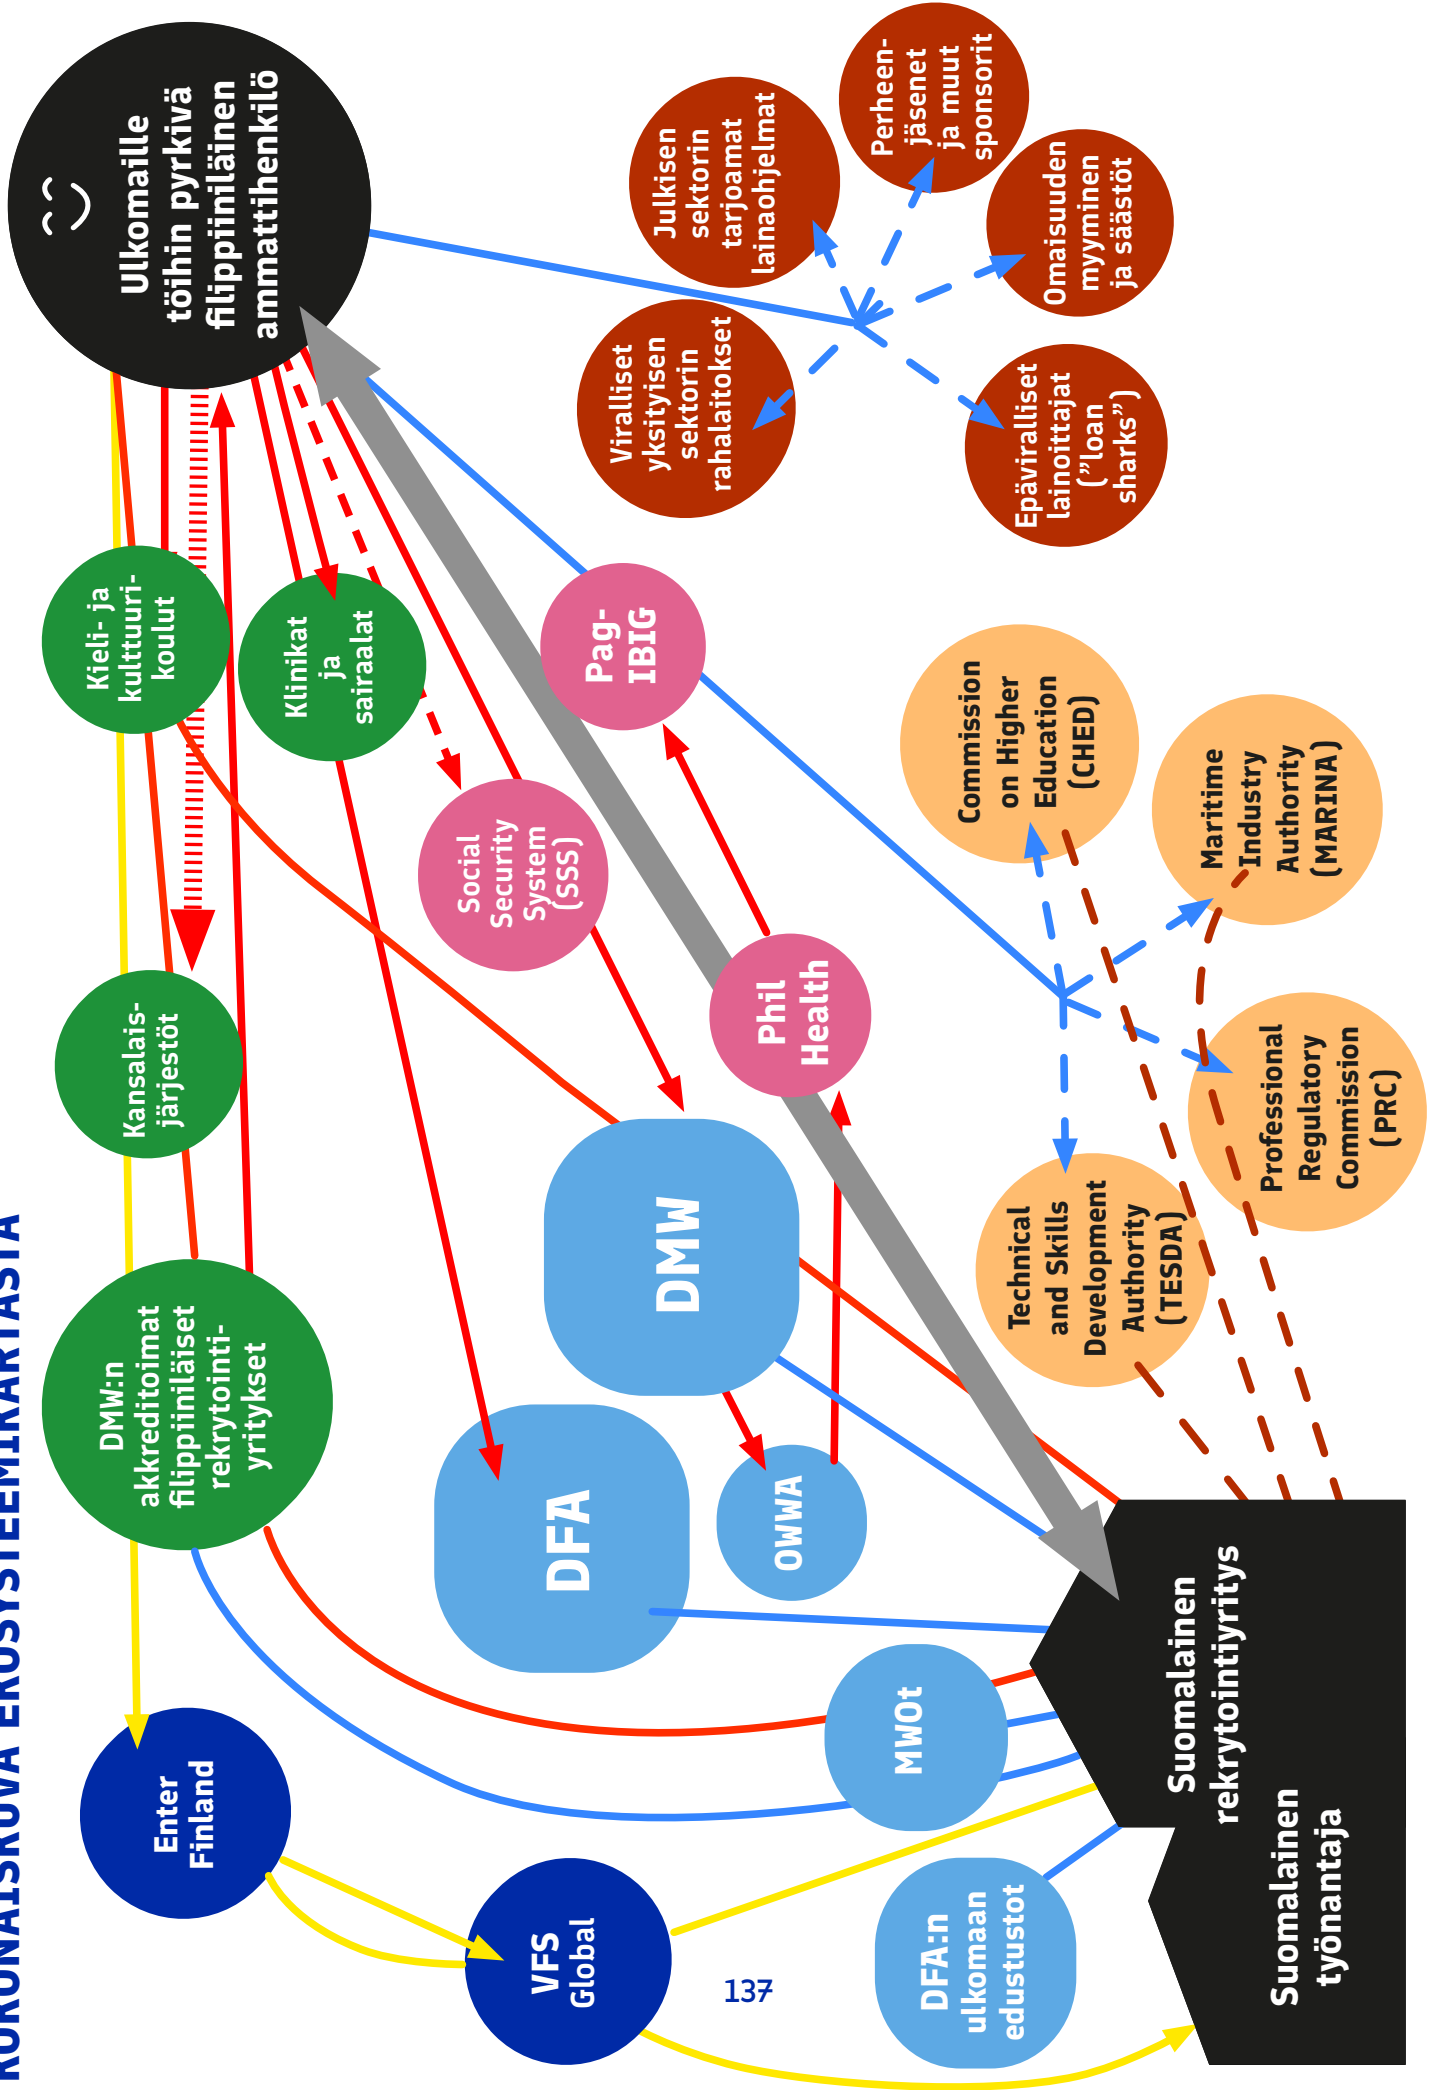 KOKONAISKUVA EKOSYSTEEMIKARTASTA
Enter
Finland
DMW:n
akkreditoimat
filippiiniläiset
rekrytointi-
yritykset
Kansalais-
järjestöt
Kieli- ja
kulttuuri-
koulut
Ulkomaille
töihin pyrkivä
filippiiniläinen
ammattihenkilö
Klinikat
ja
sairaalat
VFS
Global
DFA
Social
Security
System
(SSS)
DMW
Pag-
IBIG
Viralliset
yksityisen
sektorin
rahalaitokset
Julkisen
sektorin
tarjoamat
lainaohjelmat
137
OWWA
Phil
Health
MWOt
Perheen-
jäsenet
ja muut
sponsorit
DFA:n
ulkomaan
edustustot
Commission
on Higher
Education
(CHED)
Epäviralliset
lainoittajat
("loan
sharks”)
Omaisuuden
myyminen
ja säästöt
Technical
and Skills
Development
Authority
(TESDA)
Maritime
Industry
Authority
(MARINA)
Professional
Regulatory
Commission
(PRC)
Suomalainen
rekrytointiyritys
Suomalainen
työnantaja